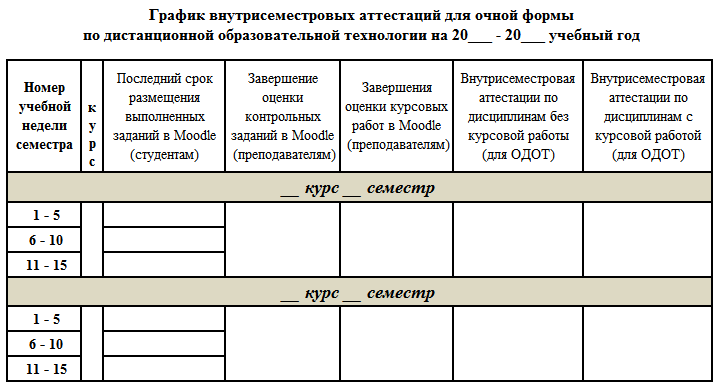 График внутрисеместровых аттестаций для очной формы
по дистанционой образовательной технологии на 20___ - 20___ учебный год
Номер
учебной
недели
семестра
к
у
р
с
Последний срок
размещения
выполненных
заданий в Moodle
(студентам)
Завершение
оценки
контрольных
заданий в Moodle
(преподавателям)
Завершения
оценки курсовых
работ в Moodle
(преподавателям)
Внутрисеместровая
аттестации по
дисциплинам без
курсовой работы
(для ОДОТ)
Внутрисеместровая
аттестации по
дисциплинам с
курсовой работой
(для ОДОТ)
__ курс __ семестр
1 - 5
6 - 10
11 - 15
__ курс __ семестр
1 - 5
6 - 10
11 - 15